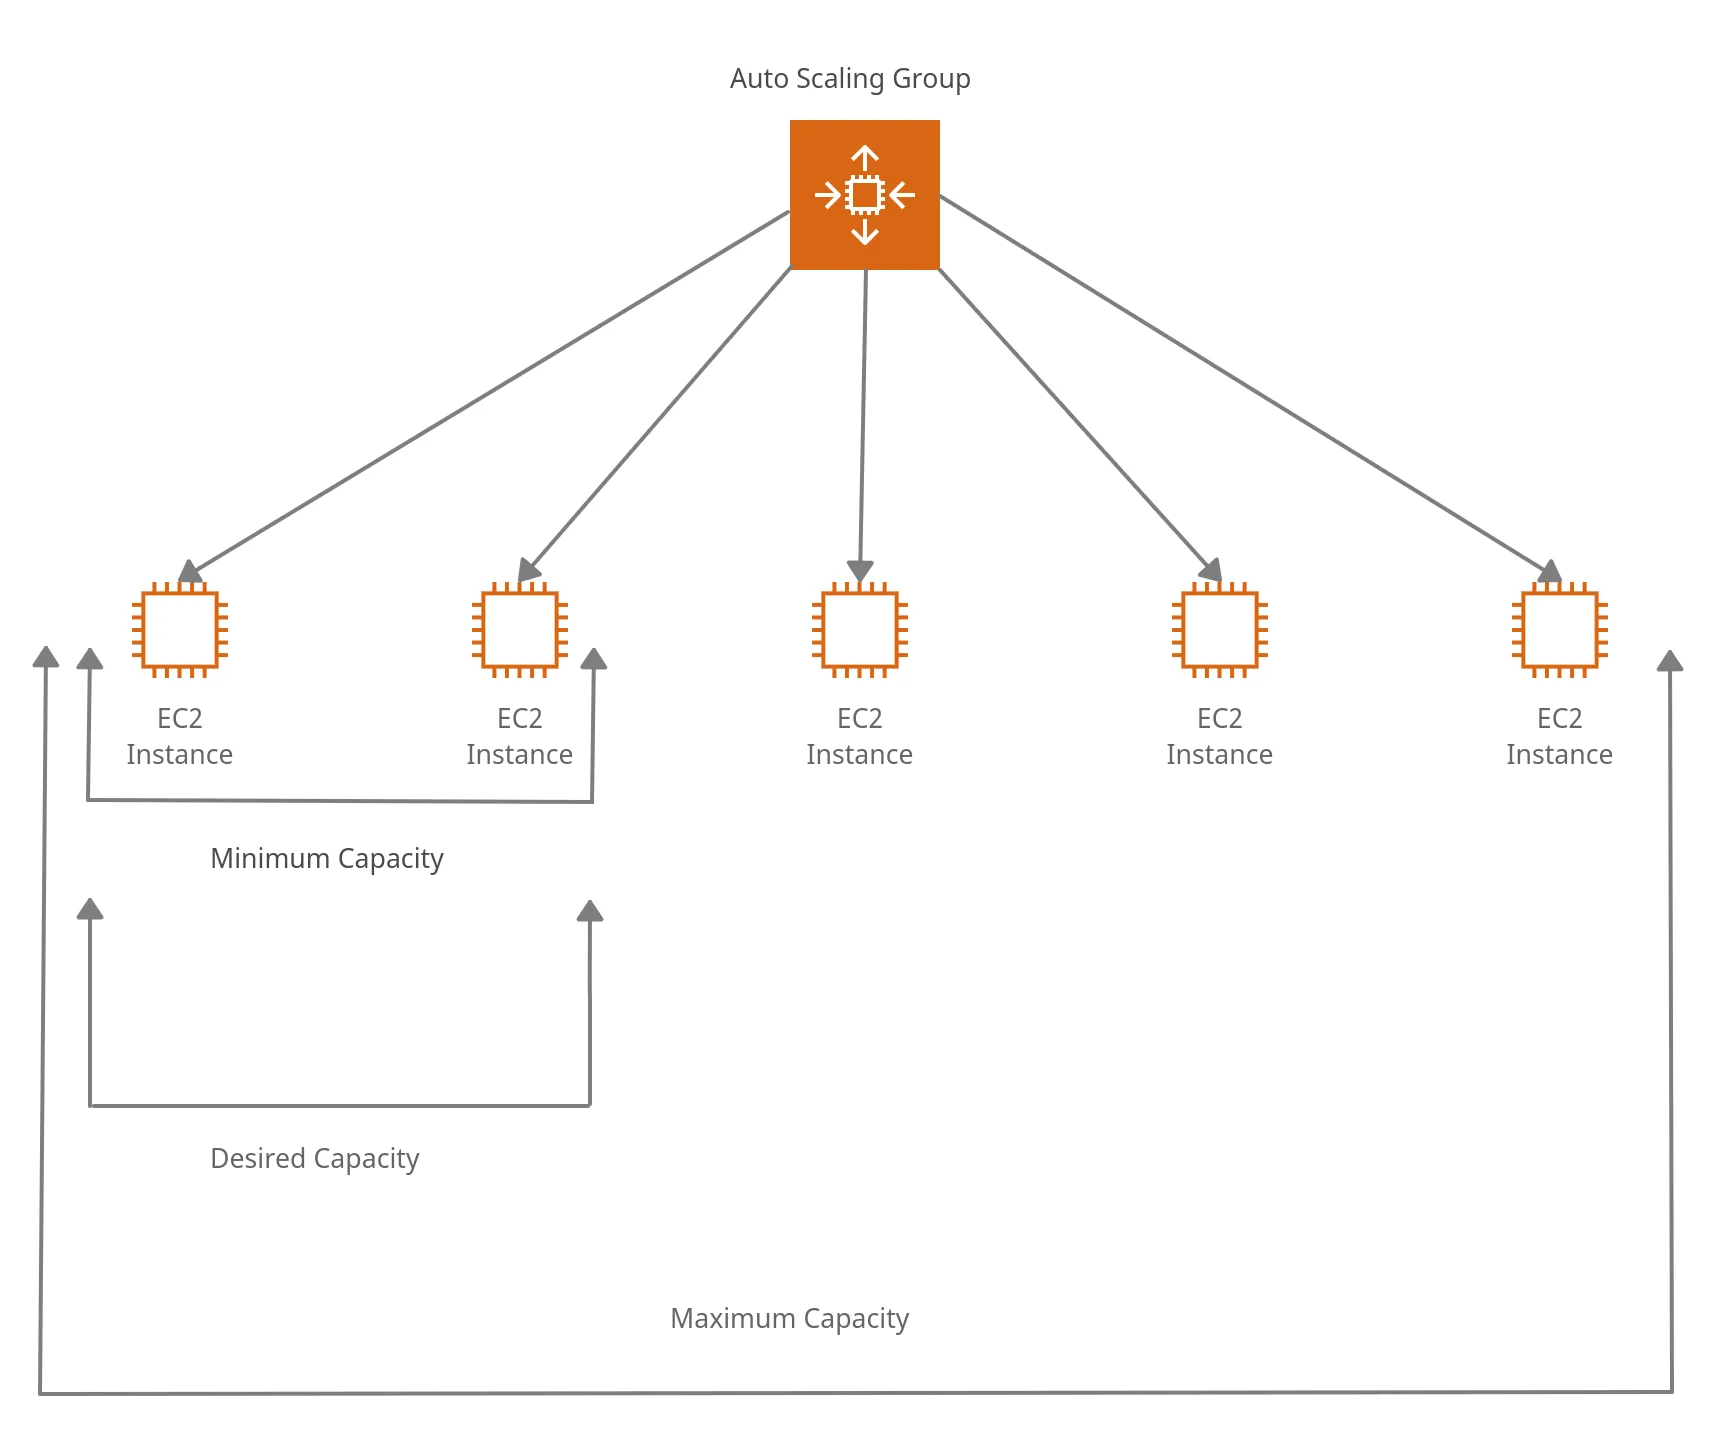 Auto Scaling Group
EC2
Instance
EC2
Instance
EC2
Instance
EC2
Instance
EC2
Instance
Minimum Capacity
Desired Capacity
Maximum Capacity